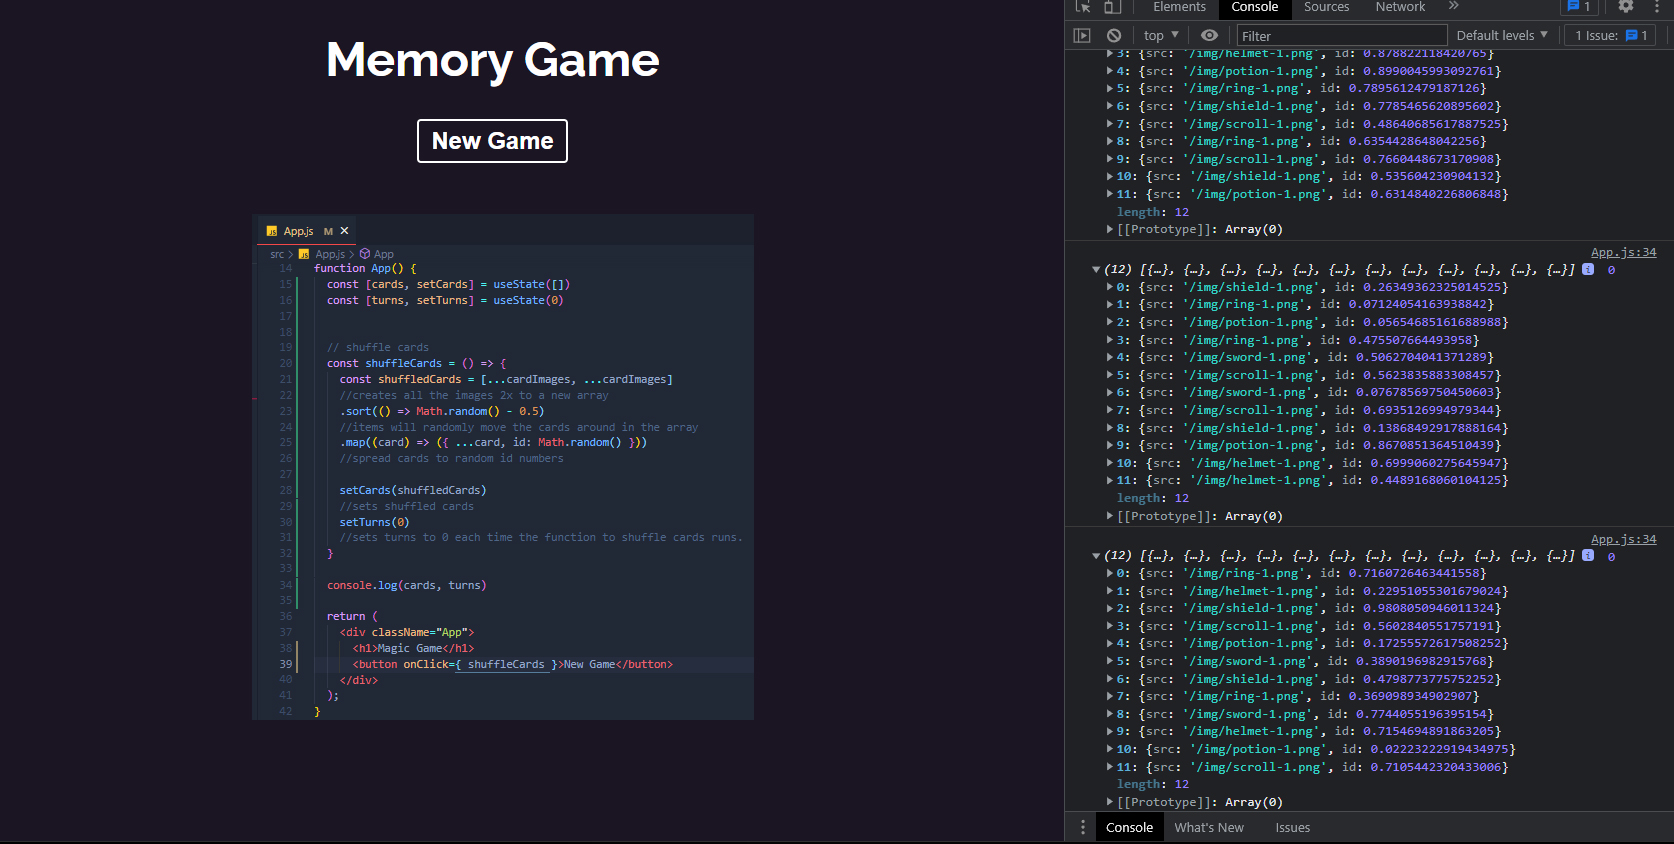 Memory Game
New Game
App.js M ×
src > App.js > App
14 function App() {
15 const [cards, setCards] = useState([])
16 const [turns, setTurns] = useState(0)
17
18
19 // shuffle cards
20 const shuffleCards = () => {
21 const shuffledCards = [...cardImages, ...cardImages]
22 //creates all the images 2x to a new array
23 .sort(() => Math.random() - 0.5)
24 //items will randomly move the cards around in the array
25 .map((card) => ({ ...card, id: Math.random() }))
26 //spread cards to random id numbers
27
28 setCards(shuffledCards)
29 //sets shuffled cards
30 setTurns(0)
31 //sets turns to 0 each time the function to shuffle cards runs.
32 }
33
34 console.log(cards, turns)
35
36 return (
37 <div className="App">
38 <h1>Magic Game</h1>
39 <button onClick={ shuffleCards }>New Game</button>
40 </div>
41 );
42 }
Elements Console Sources Network » 1
top ▼ Filter Default levels ▼ 1 Issue: 1
3: {src: '/img/helmet-1.png', id: 0.878822118420765}
4: {src: '/img/potion-1.png', id: 0.8990045993092761}
5: {src: '/img/ring-1.png', id: 0.7895612479187126}
6: {src: '/img/shield-1.png', id: 0.7785465620895602}
7: {src: '/img/scroll-1.png', id: 0.48640685617887525}
8: {src: '/img/ring-1.png', id: 0.6354428648042256}
9: {src: '/img/scroll-1.png', id: 0.7660448673170908}
10: {src: '/img/shield-1.png', id: 0.535604230904132}
11: {src: '/img/potion-1.png', id: 0.6314840226806848}
length: 12
[[Prototype]]: Array(0)
App.js:34
(12) [{…}, {…}, {…}, {…}, {…}, {…}, {…}, {…}, {…}, {…}, {…}, {…}] i 0
0: {src: '/img/shield-1.png', id: 0.26349362325014525}
1: {src: '/img/ring-1.png', id: 0.07124054163938842}
2: {src: '/img/potion-1.png', id: 0.05654685161688988}
3: {src: '/img/ring-1.png', id: 0.475507664493958}
4: {src: '/img/sword-1.png', id: 0.5062704041371289}
5: {src: '/img/scroll-1.png', id: 0.5623835883308457}
6: {src: '/img/sword-1.png', id: 0.07678569750450603}
7: {src: '/img/scroll-1.png', id: 0.6935126994979344}
8: {src: '/img/shield-1.png', id: 0.13868492917888164}
9: {src: '/img/potion-1.png', id: 0.8670851364510439}
10: {src: '/img/helmet-1.png', id: 0.6999060275645947}
11: {src: '/img/helmet-1.png', id: 0.4489168060104125}
length: 12
[[Prototype]]: Array(0)
App.js:34
(12) [{…}, {…}, {…}, {…}, {…}, {…}, {…}, {…}, {…}, {…}, {…}, {…}] i 0
0: {src: '/img/ring-1.png', id: 0.7160726463441558}
1: {src: '/img/helmet-1.png', id: 0.22951055301679024}
2: {src: '/img/shield-1.png', id: 0.9808050946011324}
3: {src: '/img/scroll-1.png', id: 0.5602840551757191}
4: {src: '/img/potion-1.png', id: 0.17255572617508252}
5: {src: '/img/sword-1.png', id: 0.3890196982915768}
6: {src: '/img/shield-1.png', id: 0.4798773775752252}
7: {src: '/img/ring-1.png', id: 0.369098934902907}
8: {src: '/img/sword-1.png', id: 0.7744055196395154}
9: {src: '/img/helmet-1.png', id: 0.7154694891863205}
10: {src: '/img/potion-1.png', id: 0.02223222919434975}
11: {src: '/img/scroll-1.png', id: 0.7105442320433006}
length: 12
[[Prototype]]: Array(0)
Console What's New Issues